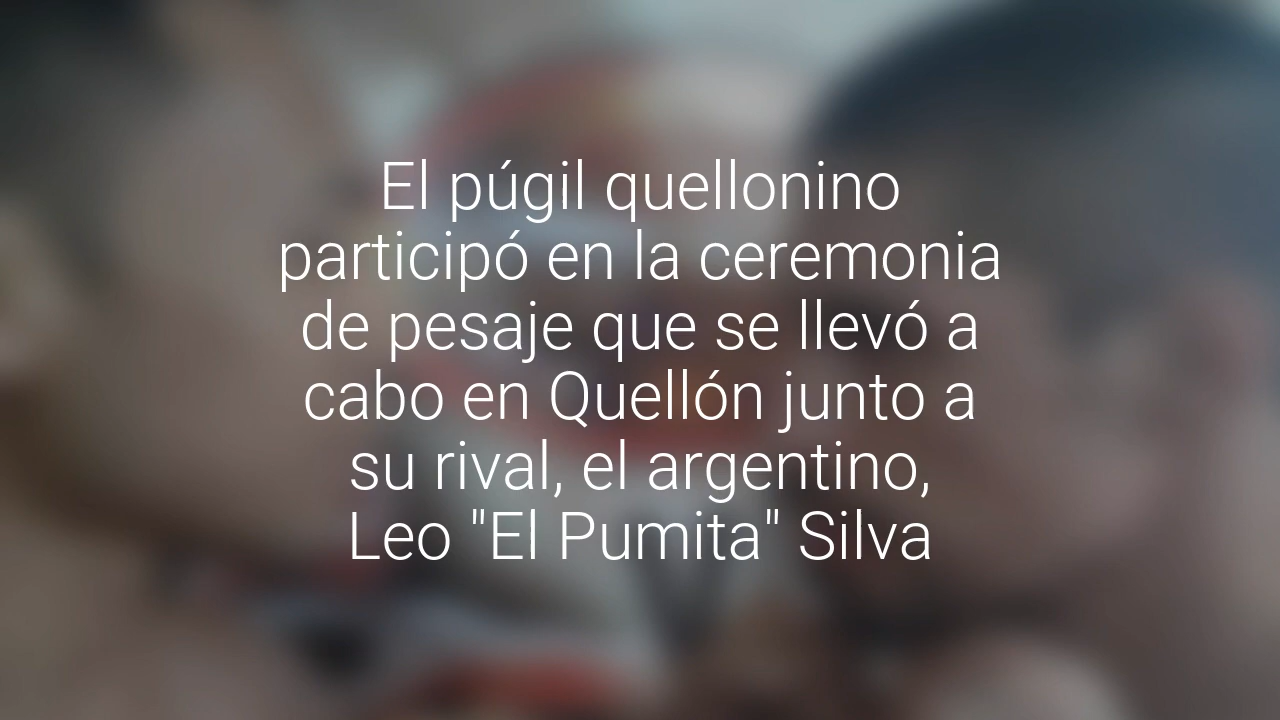 El púgil quellonino
participó en la ceremonia
de pesaje que se llevó a
cabo en Quellón junto a
su rival, el argentino,
Leo "El Pumita" Silva